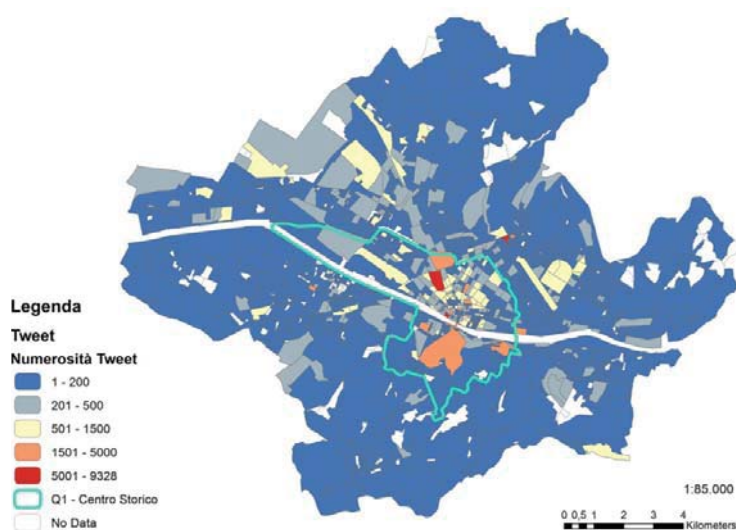 Legenda
Tweet
Numerosità Tweet
1 - 200
201 - 500
501 - 1500
1501 - 5000
5001 - 9328
Q1 - Centro Storico
No Data
1:85.000
0 0,5 1 2 3 4
Kilometers